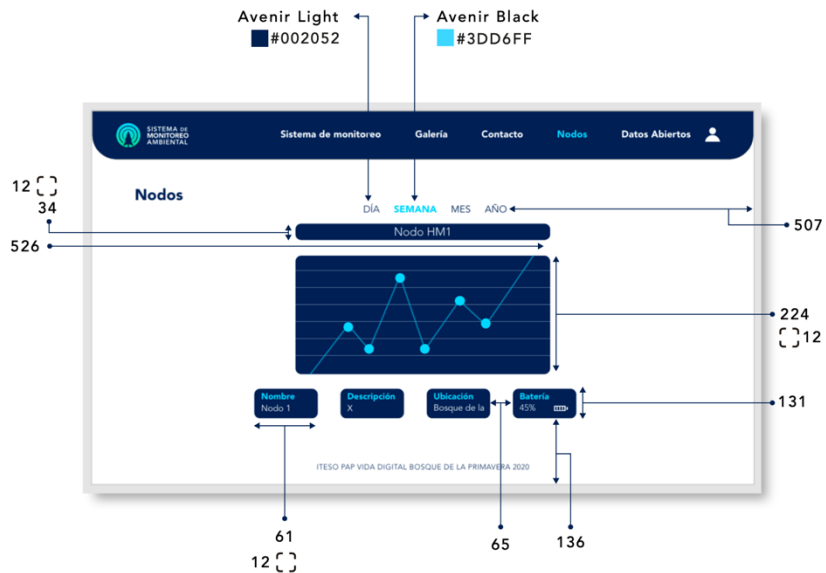 Avenir Light
#002052
Avenir Black
#3DD6FF
SISTEMA DE
MONITOREO
AMBIENTAL
Sistema de monitoreo
Galería
Contacto
Nodos
Datos Abiertos
Nodos
12
34
526
DÍA
SEMANA
MES
AÑO
507
Nodo HM1
224
12
Nombre
Nodo 1
Descripción
X
Ubicación
Bosque de la
Batería
45%
131
ITESO PAP VIDA DIGITAL BOSQUE DE LA PRIMAVERA 2020
61
12
65
136